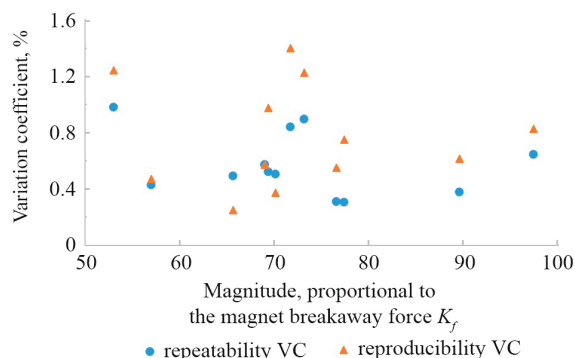 1.6
1.2
0.8
0.4
0
Variation coefficient, %
50 60 70 80 90 100
Magnitude, proportional to
the magnet breakaway force K_f
repeatability VC reproducibility VC